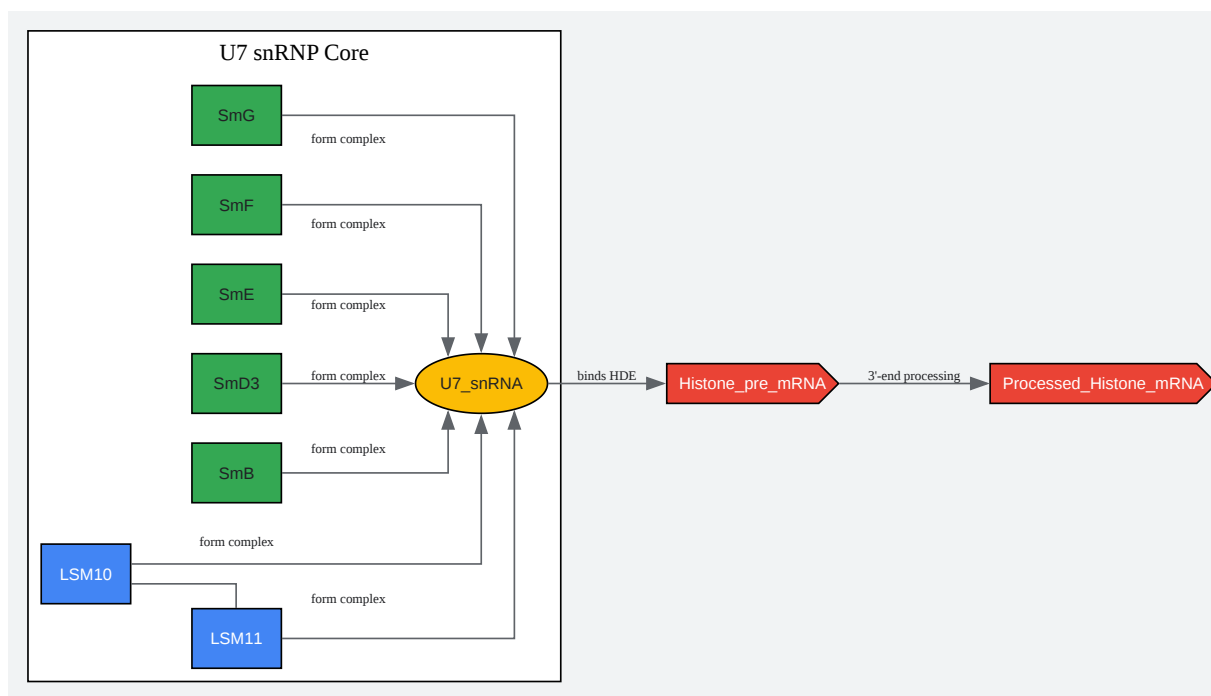 U7 snRNP Core
SmG
form complex
SmF
form complex
SmE
form complex
SmD3
form complex
U7_snRNA
binds HDE
Histone_pre_mRNA
3'-end processing
Processed_Histone_mRNA
SmB
form complex
LSM10
form complex
LSM11
form complex